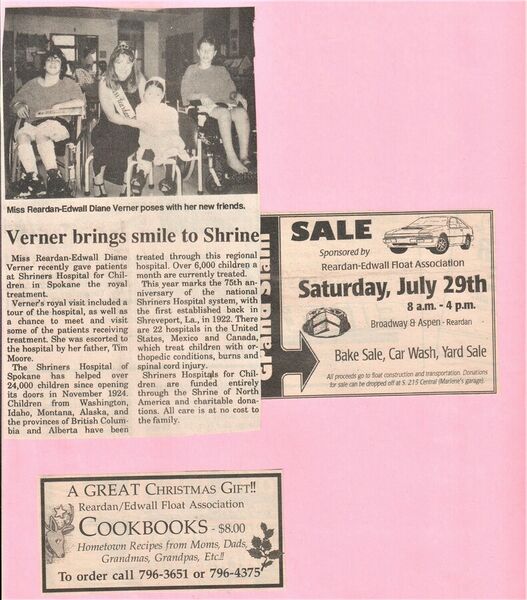 Miss Reardan-Edwall Diane Verner poses with her new friends.
Verner brings smile to Shrine
Miss Reardan-Edwall Diane
Verner recently gave patients
at Shriners Hospital for Chil-
dren in Spokane the royal
treatment.
Verner's royal visit included a
tour of the hospital, as well as
a chance to meet and visit
some of the patients receiving
treatment. She was escorted to
the hospital by her father, Tim
Moore.
The Shriners Hospital of
Spokane has helped over
24,000 children since opening
its doors in November 1924.
Children from Washington,
Idaho, Montana, Alaska, and
the provinces of British Colum-
bia and Alberta have been
treated through this regional
hospital. Over 6,000 children a
month are currently treated.
This year marks the 75th an-
niversary of the national
Shriners Hospital system, with
the first established back in
Shreveport, La., in 1922. There
are 22 hospitals in the United
States, Mexico and Canada,
which treat children with or-
thopedic conditions, burns and
spinal cord injury.
Shriners Hospitals for Chil-
dren are funded entirely
through the Shrine of North
America and charitable dona-
tions. All care is at no cost to
the family.
Grand Slam
SALE
Sponsored by
Reardan-Edwall Float Association
Saturday, July 29th
8 a.m. - 4 p.m.
Broadway & Aspen - Reardan
Bake Sale, Car Wash, Yard Sale
All proceeds go to float construction and transportation. Donations
for sale can be dropped off at S. 215 Central (Marlene's garage).
A GREAT CHRISTMAS GIFT!!
Reardan/Edwall Float Association
COOKBOOKS - $8.00
Hometown Recipes from Moms, Dads,
Grandmas, Grandpas, Etc.!!
To order call 796-3651 or 796-4375